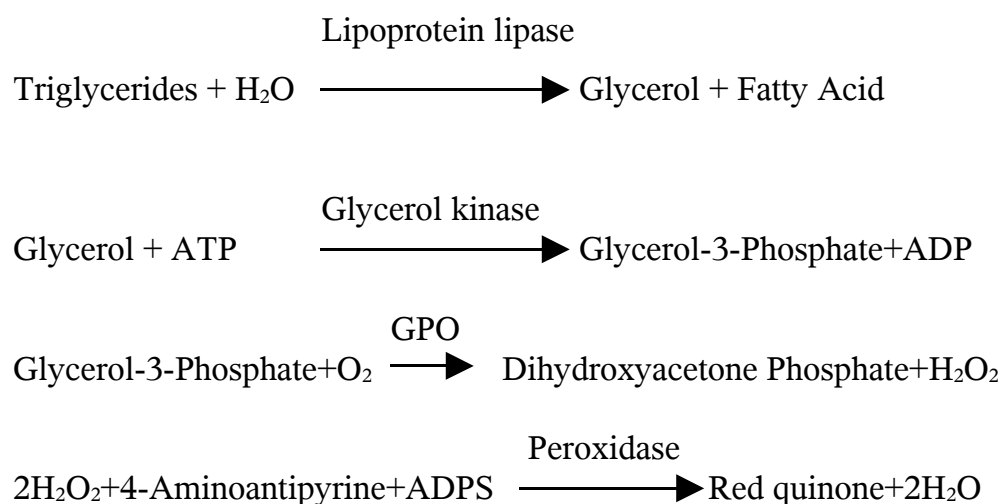 Lipoprotein lipase
Triglycerides + H₂O Glycerol + Fatty Acid
Glycerol kinase
Glycerol + ATP Glycerol-3-Phosphate+ADP
GPO
Glycerol-3-Phosphate+O₂ Dihydroxyacetone Phosphate+H₂O₂
Peroxidase
2H₂O₂+4-Aminoantipyrine+ADPS Red quinone+2H₂O